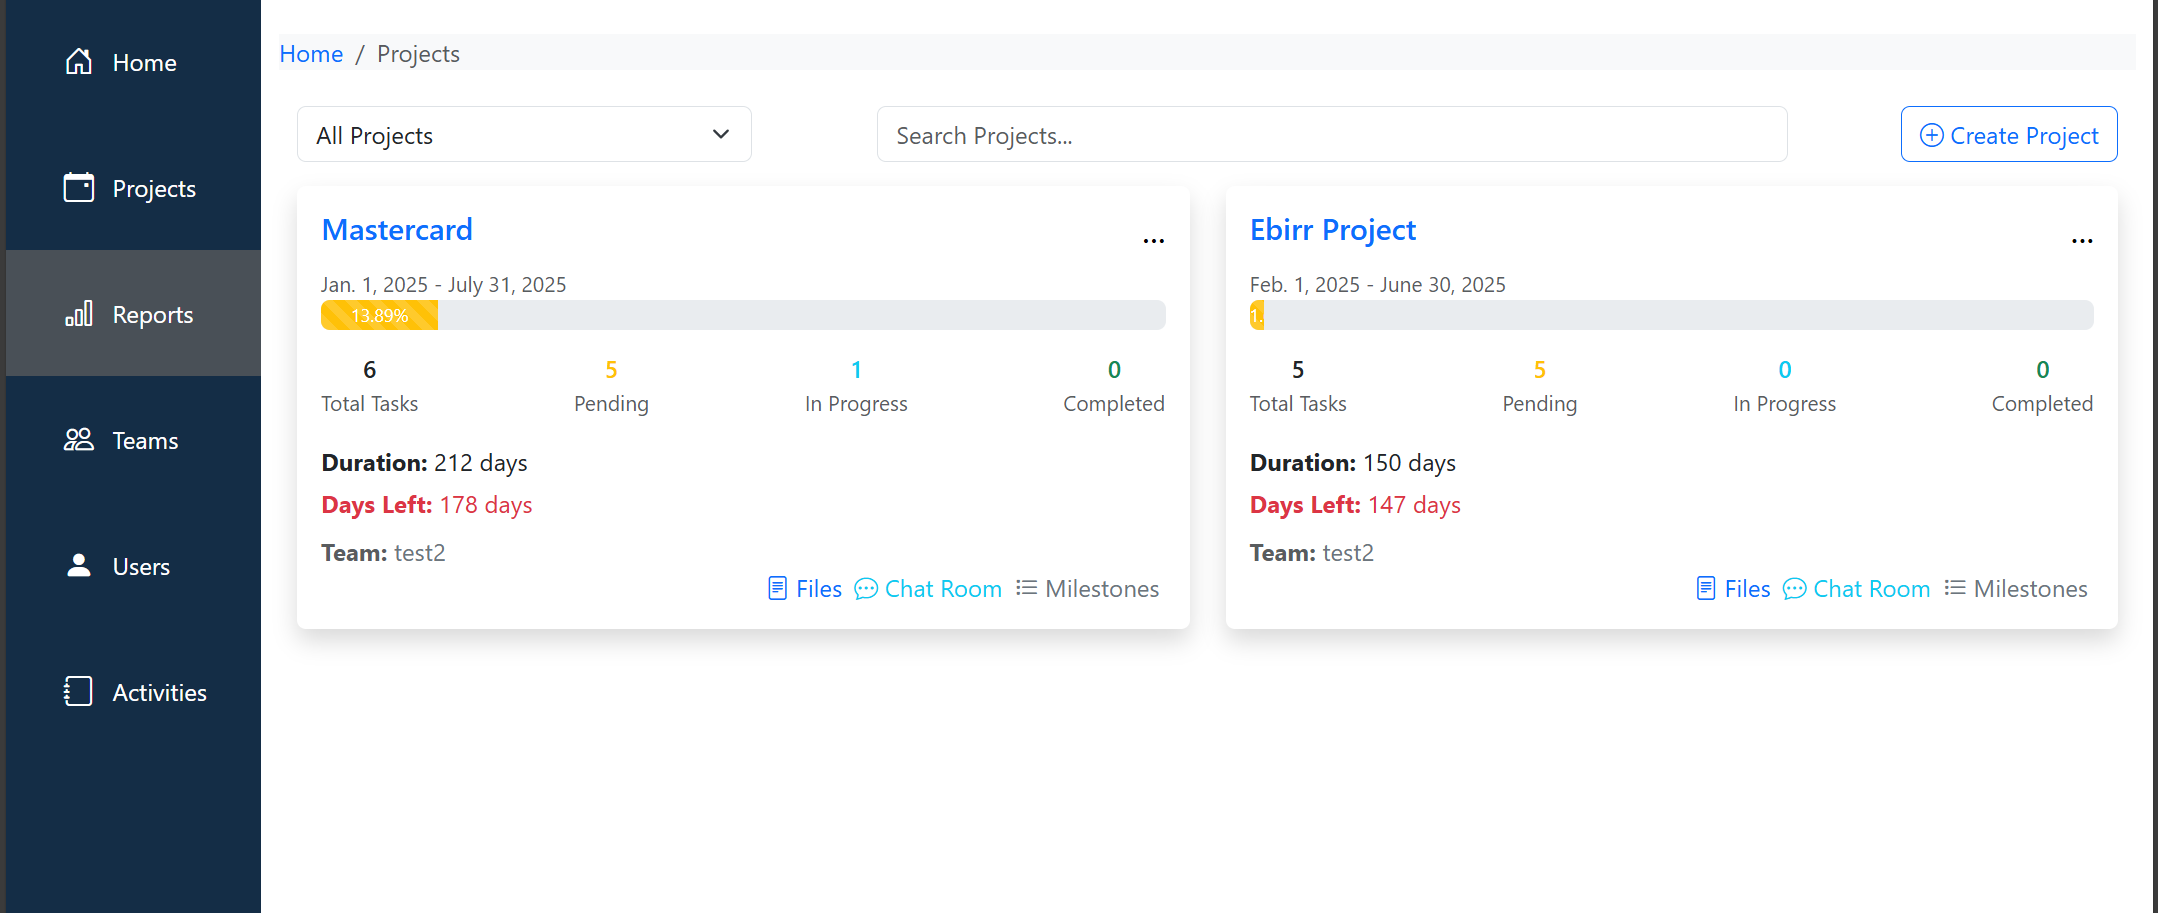 Home
Projects
Reports
Teams
Users
Activities
Home / Projects
All Projects
Search Projects...
Create Project
Mastercard
...
Jan. 1, 2025 - July 31, 2025
13.89%
6
Total Tasks
5
Pending
1
In Progress
0
Completed
Duration: 212 days
Days Left: 178 days
Team: test2
Files
Chat Room
Milestones
Ebirr Project
...
Feb. 1, 2025 - June 30, 2025
1.
5
Total Tasks
5
Pending
0
In Progress
0
Completed
Duration: 150 days
Days Left: 147 days
Team: test2
Files
Chat Room
Milestones